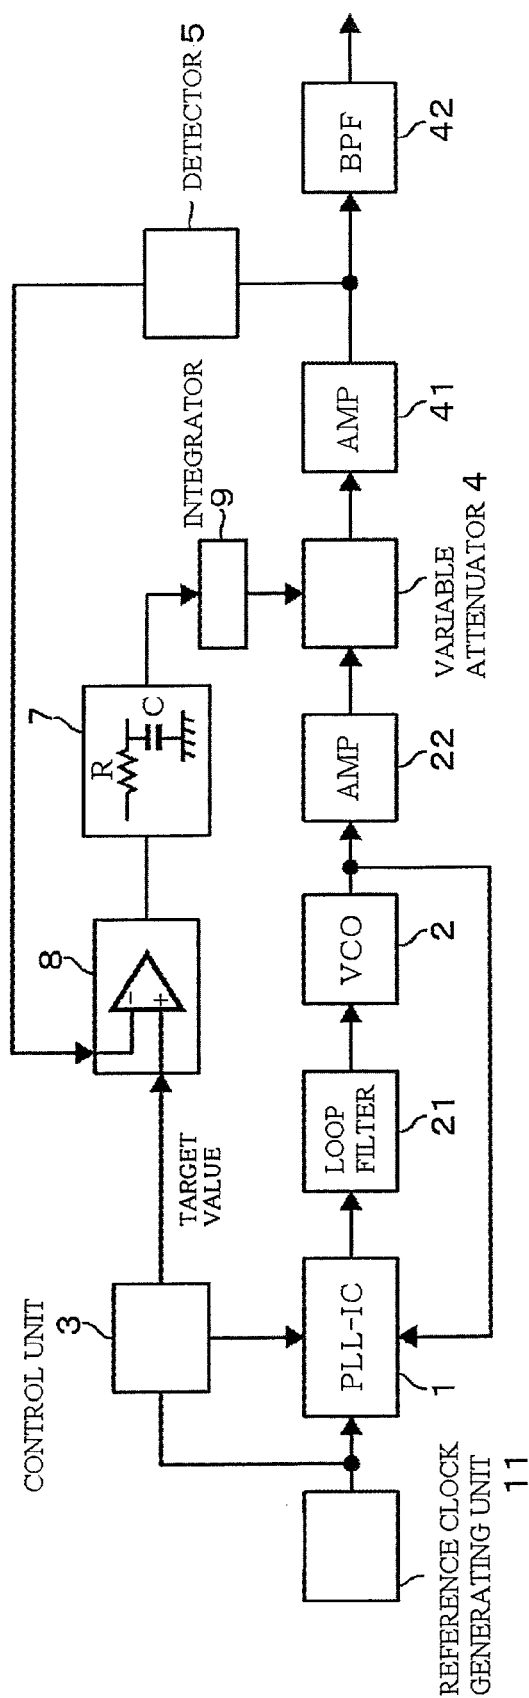 CONTROL UNIT
3
TARGET
VALUE
8
−
+
7
R
C
INTEGRATOR
9
DETECTOR 5
REFERENCE CLOCK
GENERATING UNIT
11
PLL-IC
1
LOOP
FILTER
21
VCO
2
AMP
22
VARIABLE
ATTENUATOR 4
AMP
41
BPF
42